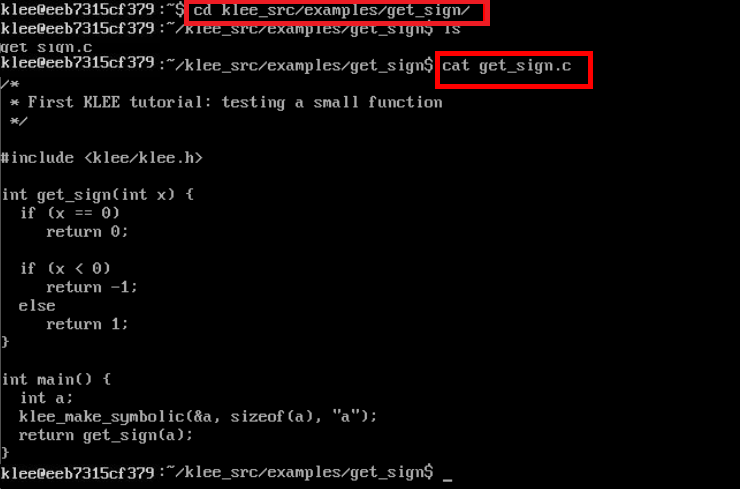 klee@eeb7315cf379:~$ cd klee_src/examples/get_sign/
klee@eeb7315cf379:~/klee_src/examples/get_sign$ ls
get_sign.c
klee@eeb7315cf379:~/klee_src/examples/get_sign$ cat get_sign.c
/*
 * First KLEE tutorial: testing a small function
 */

#include <klee/klee.h>

int get_sign(int x) {
  if (x == 0)
     return 0;

  if (x < 0)
     return -1;
  else
     return 1;
}

int main() {
  int a;
  klee_make_symbolic(&a, sizeof(a), "a");
  return get_sign(a);
}
klee@eeb7315cf379:~/klee_src/examples/get_sign$ _